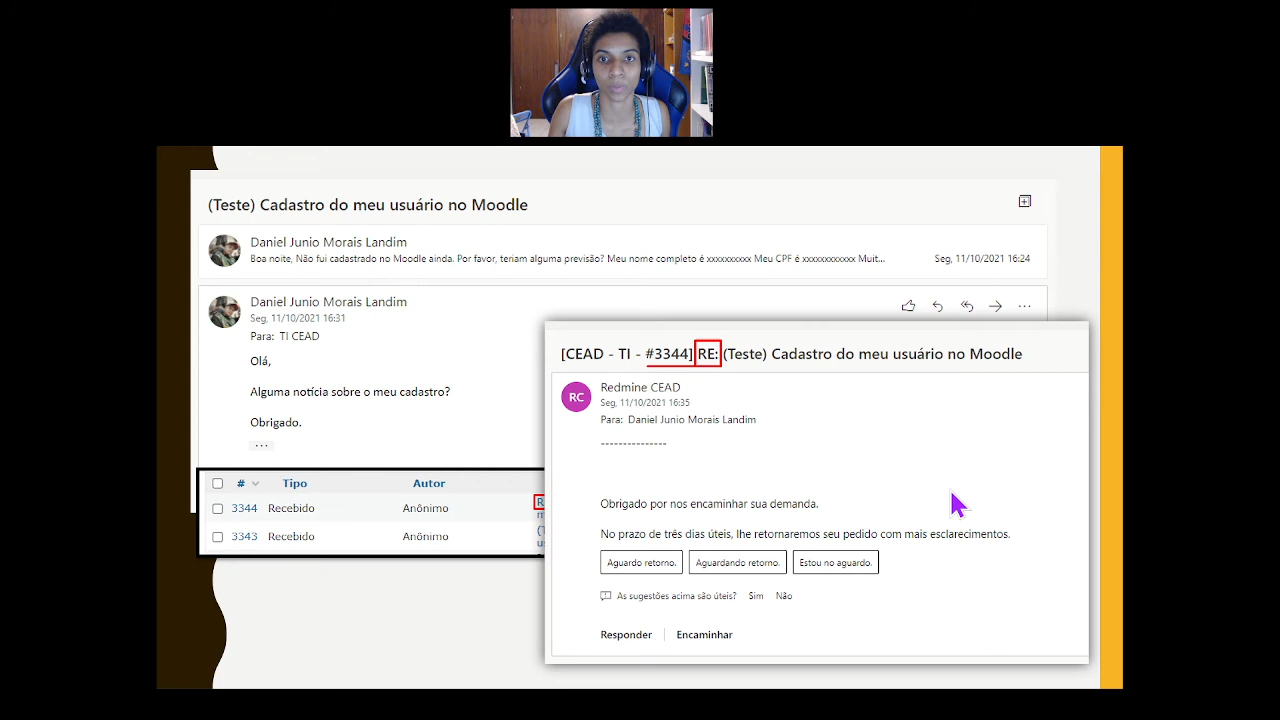 (Teste) Cadastro do meu usuário no Moodle
Daniel Junio Morais Landim
Boa noite, Não fui cadastrado no Moodle ainda. Por favor, teriam alguma previsão? Meu nome completo é xxxxxxxxxx Meu CPF é xxxxxxxxxxxx Muit...
Seg, 11/10/2021 16:24
Daniel Junio Morais Landim
Seg, 11/10/2021 16:31
Para: TI CEAD
Olá,
Alguma notícia sobre o meu cadastro?
Obrigado.
...
# Tipo Autor
3344 Recebido Anônimo
3343 Recebido Anônimo
[CEAD - TI - #3344] RE: (Teste) Cadastro do meu usuário no Moodle
RC
Redmine CEAD
Seg, 11/10/2021 16:35
Para: Daniel Junio Morais Landim
---------------
Obrigado por nos encaminhar sua demanda.
No prazo de três dias úteis, lhe retornaremos seu pedido com mais esclarecimentos.
Aguardo retorno. Aguardando retorno. Estou no aguardo.
As sugestões acima são úteis? Sim Não
Responder Encaminhar